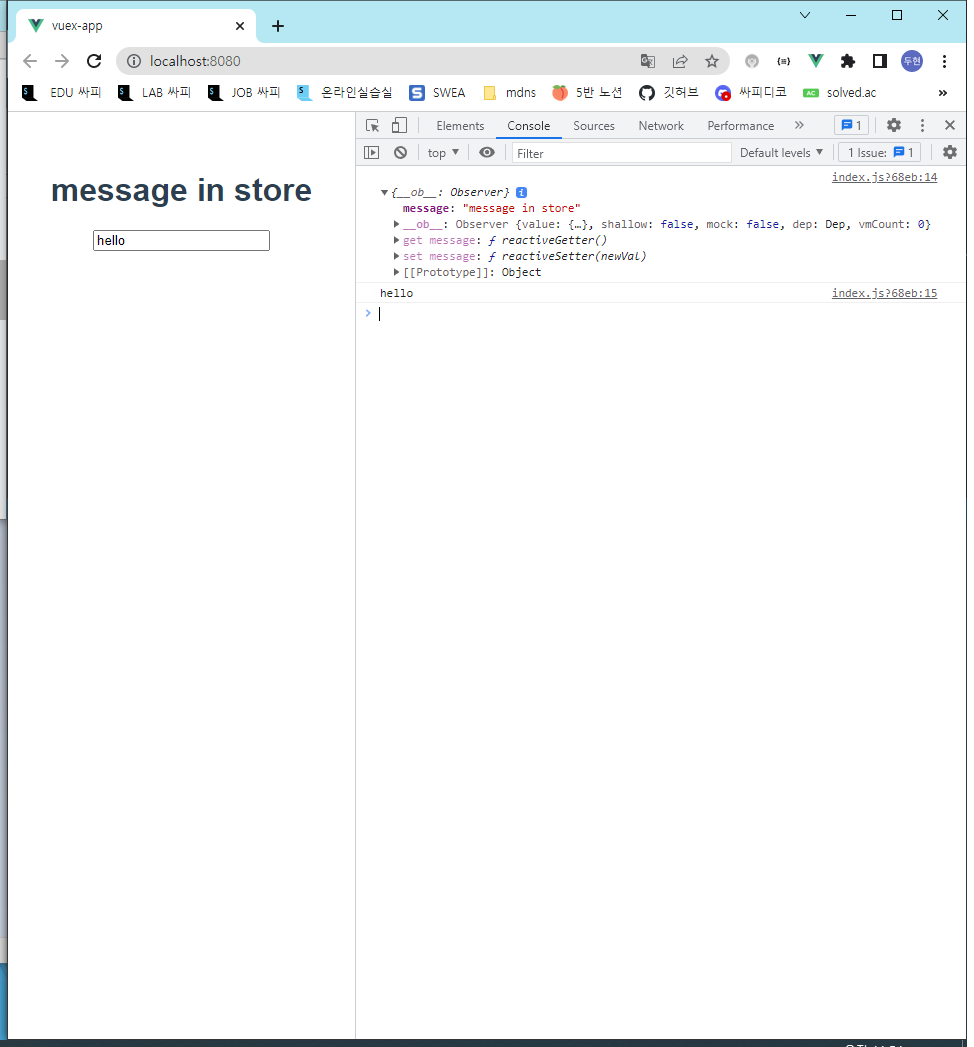 vuex-app
localhost:8080
두현
EDU 싸피 LAB 싸피 JOB 싸피 온라인실습실 SWEA mdns 5반 노션 깃허브 싸피디코 solved.ac »
message in store
hello
Elements Console Sources Network Performance » 1
top Filter Default levels 1 Issue: 1
index.js?68eb:14
{__ob__: Observer}
message: "message in store"
__ob__: Observer {value: {…}, shallow: false, mock: false, dep: Dep, vmCount: 0}
get message: ƒ reactiveGetter()
set message: ƒ reactiveSetter(newVal)
[[Prototype]]: Object
hello index.js?68eb:15